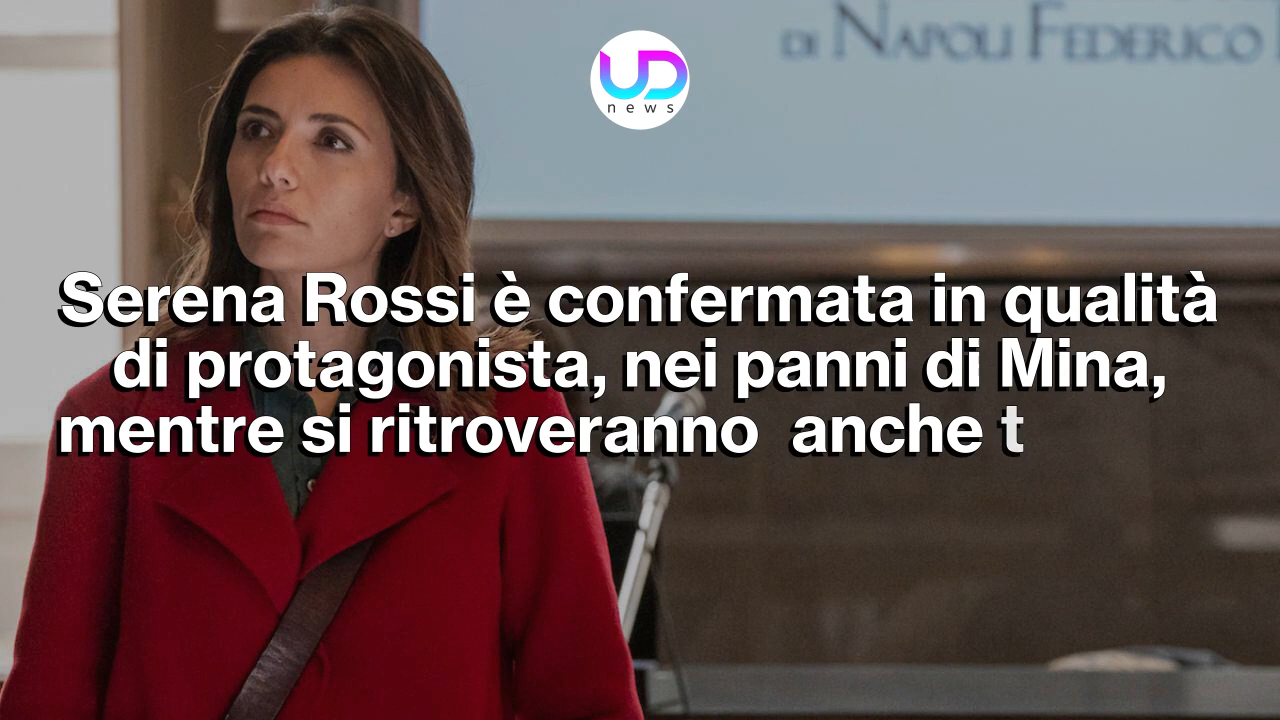 DI NAPOLI FEDERICO
UD
news
Serena Rossi è confermata in qualità
di protagonista, nei panni di Mina,
mentre si ritroveranno anche t